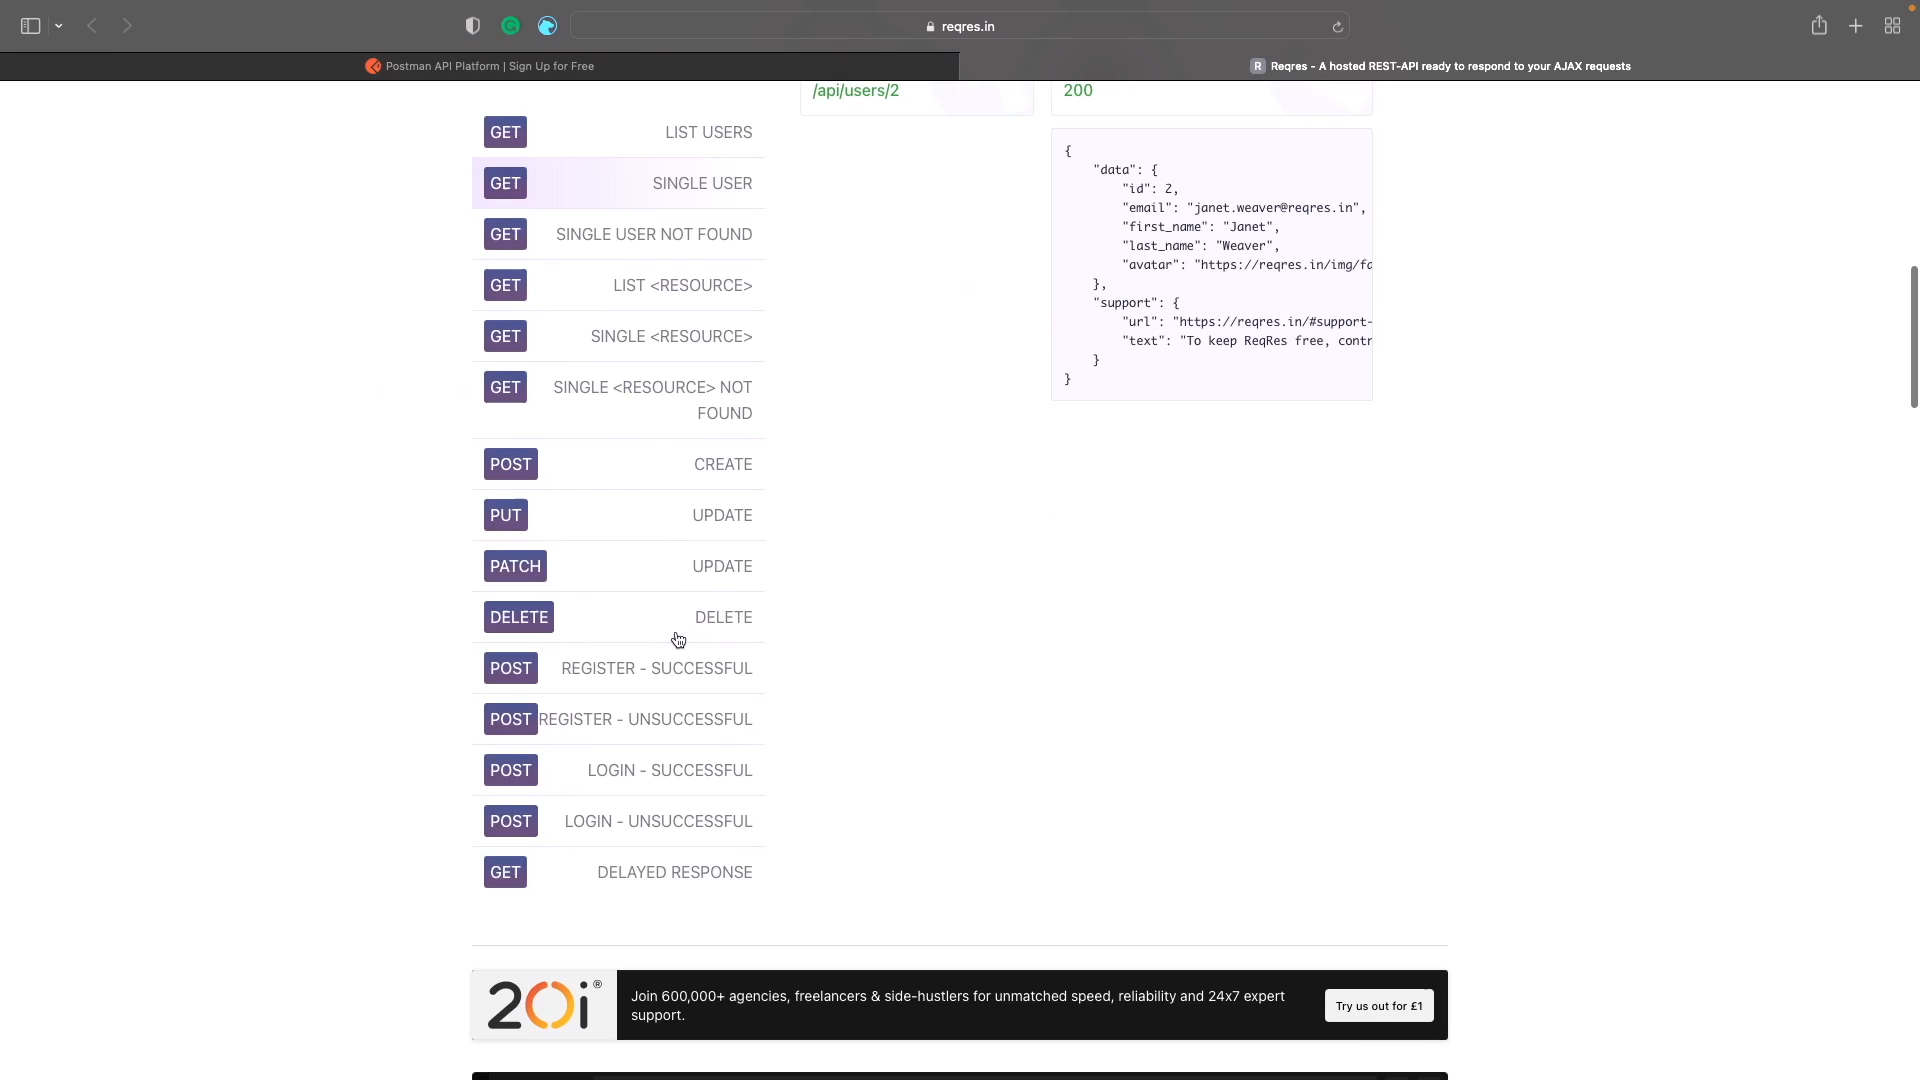 reqres.in
Postman API Platform | Sign Up for Free
R Reqres - A hosted REST-API ready to respond to your AJAX requests
/api/users/2
200
GET LIST USERS
GET SINGLE USER
GET SINGLE USER NOT FOUND
GET LIST <RESOURCE>
GET SINGLE <RESOURCE>
GET SINGLE <RESOURCE> NOT
FOUND
POST CREATE
PUT UPDATE
PATCH UPDATE
DELETE DELETE
POST REGISTER - SUCCESSFUL
POST REGISTER - UNSUCCESSFUL
POST LOGIN - SUCCESSFUL
POST LOGIN - UNSUCCESSFUL
GET DELAYED RESPONSE
{
"data": {
"id": 2,
"email": "janet.weaver@reqres.in",
"first_name": "Janet",
"last_name": "Weaver",
"avatar": "https://reqres.in/img/fa
},
"support": {
"url": "https://reqres.in/#support-
"text": "To keep ReqRes free, contr
}
}
20i®
Join 600,000+ agencies, freelancers & side-hustlers for unmatched speed, reliability and 24x7 expert
support.
Try us out for £1